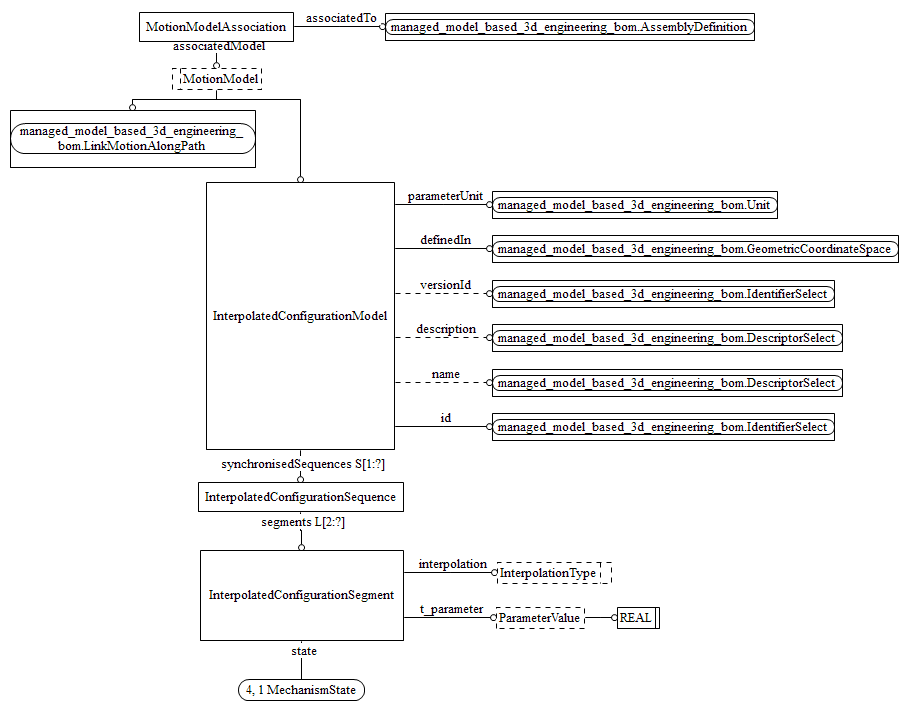 MotionModelAssociation
associatedTo
managed_model_based_3d_engineering_bom.AssemblyDefinition
associatedModel
MotionModel
managed_model_based_3d_engineering_
bom.LinkMotionAlongPath
InterpolatedConfigurationModel
parameterUnit
managed_model_based_3d_engineering_bom.Unit
definedIn
managed_model_based_3d_engineering_bom.GeometricCoordinateSpace
versionId
managed_model_based_3d_engineering_bom.IdentifierSelect
description
managed_model_based_3d_engineering_bom.DescriptorSelect
name
managed_model_based_3d_engineering_bom.DescriptorSelect
id
managed_model_based_3d_engineering_bom.IdentifierSelect
synchronisedSequences S[1:?]
InterpolatedConfigurationSequence
segments L[2:?]
InterpolatedConfigurationSegment
interpolation
InterpolationType
t_parameter
ParameterValue
REAL
state
4, 1 MechanismState